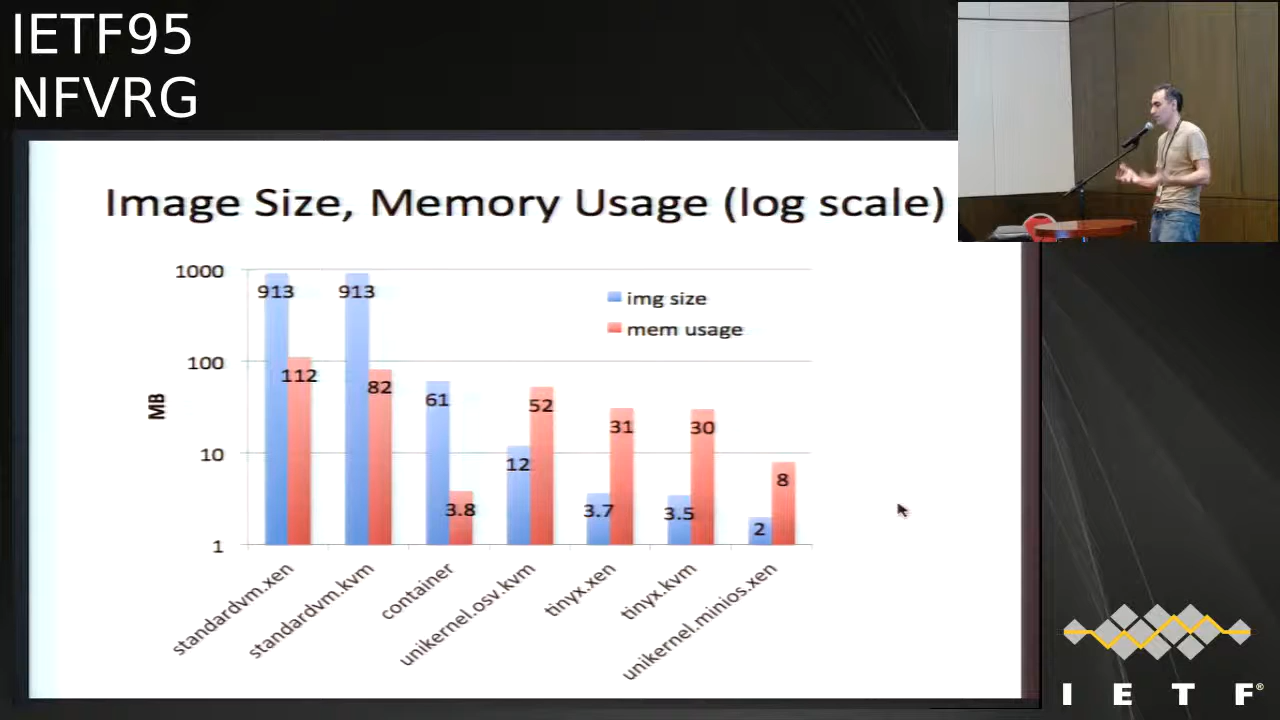 IETF95
NFVRG
Image Size, Memory Usage (log scale)
1000
100
10
1
MB
img size
mem usage
913
112
913
82
61
3.8
12
52
3.7
31
3.5
30
2
8
standardvm.xen
standardvm.kvm
container
unikernel.osv.kvm
tinyx.xen
tinyx.kvm
unikernel.minios.xen
I E T F®